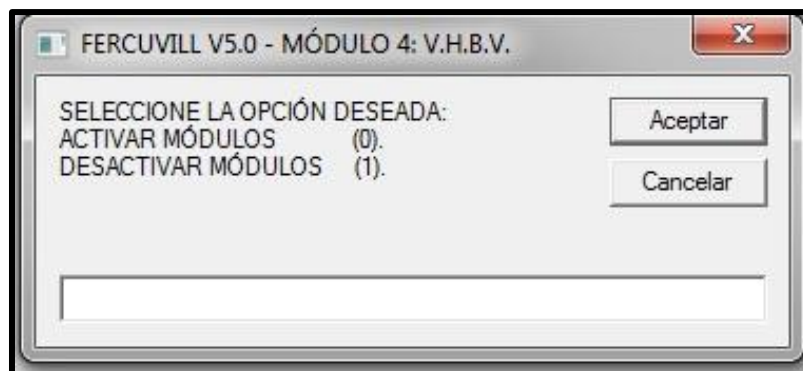 FERCUVILL V5.0 - MÓDULO 4: V.H.B.V.
SELECCIONE LA OPCIÓN DESEADA:
ACTIVAR MÓDULOS (0).
DESACTIVAR MÓDULOS (1).
Aceptar
Cancelar